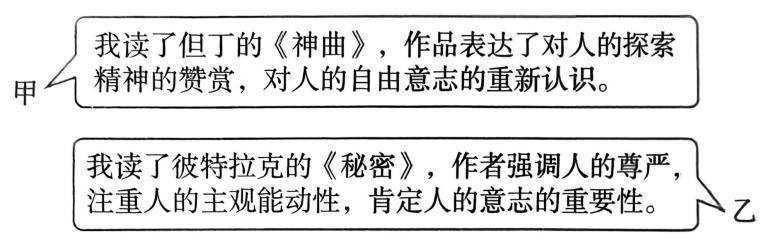 我读了但丁的《神曲》，作品表达了对人的探索
精神的赞赏，对人的自由意志的重新认识。
甲
我读了彼特拉克的《秘密》，作者强调人的尊严，
注重人的主观能动性，肯定人的意志的重要性。
乙